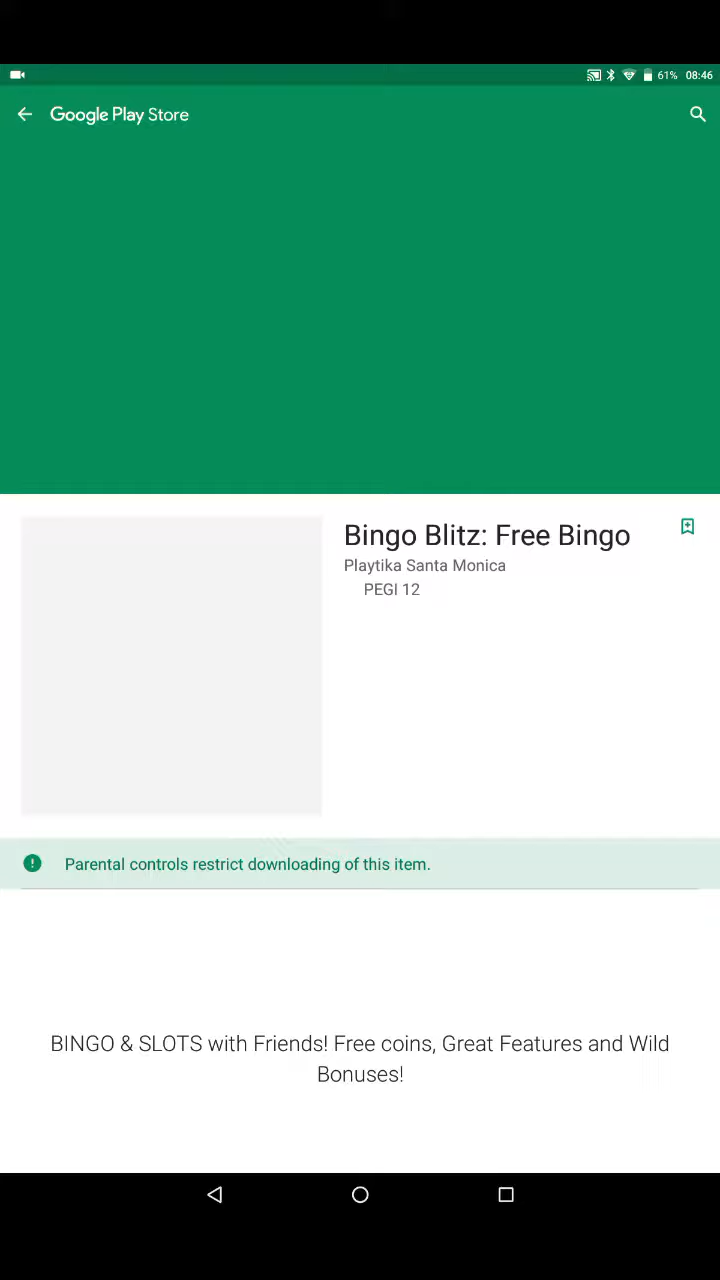 61% 08:46
Google Play Store
Bingo Blitz: Free Bingo
Playtika Santa Monica
PEGI 12
Parental controls restrict downloading of this item.
BINGO & SLOTS with Friends! Free coins, Great Features and Wild
Bonuses!